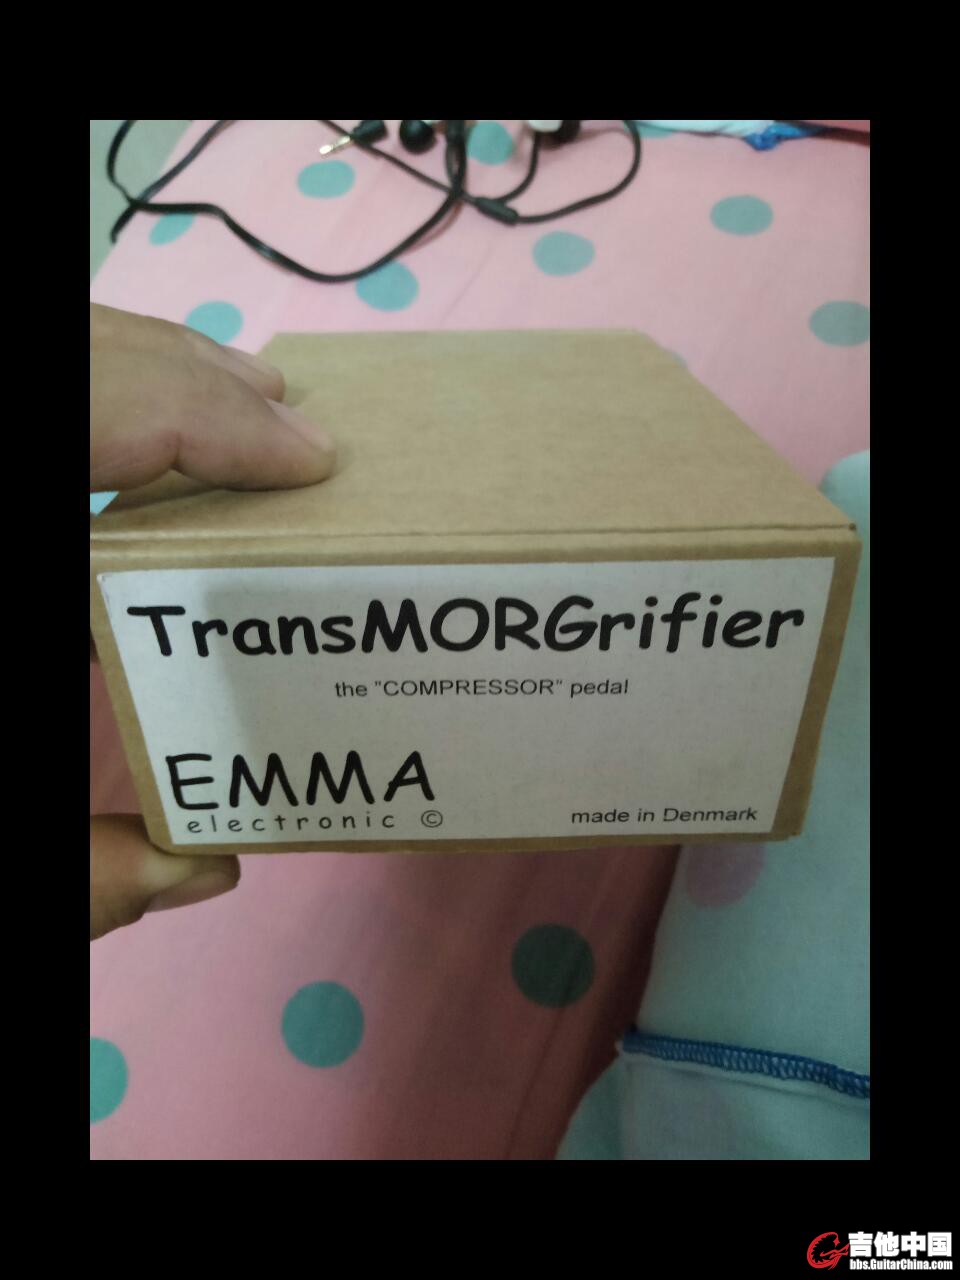 TransMORGrifier
the "COMPRESSOR" pedal
EMMA
electronic ©
made in Denmark
吉他中国
bbs.GuitarChina.com